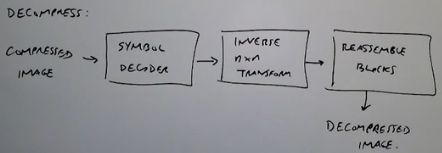 DECOMPRESS:
COMPRESSED
IMAGE
SYMBOL
DECODER
INVERSE
nxn
TRANSFORM
REASSEMBLE
BLOCKS
DECOMPRESSED
IMAGE.